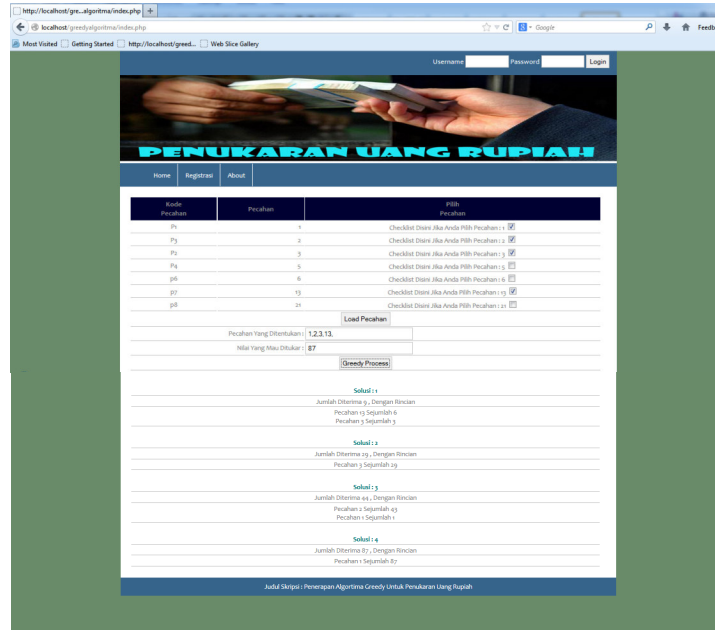 http://localhost/gre...algoritma/index.php
localhost/greedyalgoritma/index.php
Google
Feedb
Most Visited Getting Started http://localhost/greed... Web Slice Gallery
Username Password Login
PENUKARAN UANG RUPIAH
Home Registrasi About
Kode Pecahan Pecahan Pilih Pecahan
P1 1 Checklist Disini Jika Anda Pilih Pecahan : 1
P3 2 Checklist Disini Jika Anda Pilih Pecahan : 2
P2 3 Checklist Disini Jika Anda Pilih Pecahan : 3
P4 5 Checklist Disini Jika Anda Pilih Pecahan : 5
p6 6 Checklist Disini Jika Anda Pilih Pecahan : 6
p7 13 Checklist Disini Jika Anda Pilih Pecahan : 13
p8 21 Checklist Disini Jika Anda Pilih Pecahan : 21
Load Pecahan
Pecahan Yang Ditentukan : 1,2,3,13,
Nilai Yang Mau Ditukar : 87
Greedy Process
Solusi : 1
Jumlah Diterima 9 , Dengan Rincian
Pecahan 13 Sejumlah 6
Pecahan 3 Sejumlah 3
Solusi : 2
Jumlah Diterima 29 , Dengan Rincian
Pecahan 3 Sejumlah 29
Solusi : 3
Jumlah Diterima 44 , Dengan Rincian
Pecahan 2 Sejumlah 43
Pecahan 1 Sejumlah 1
Solusi : 4
Jumlah Diterima 87 , Dengan Rincian
Pecahan 1 Sejumlah 87
Judul Skripsi : Penerapan Algortima Greedy Untuk Penukaran Uang Rupiah